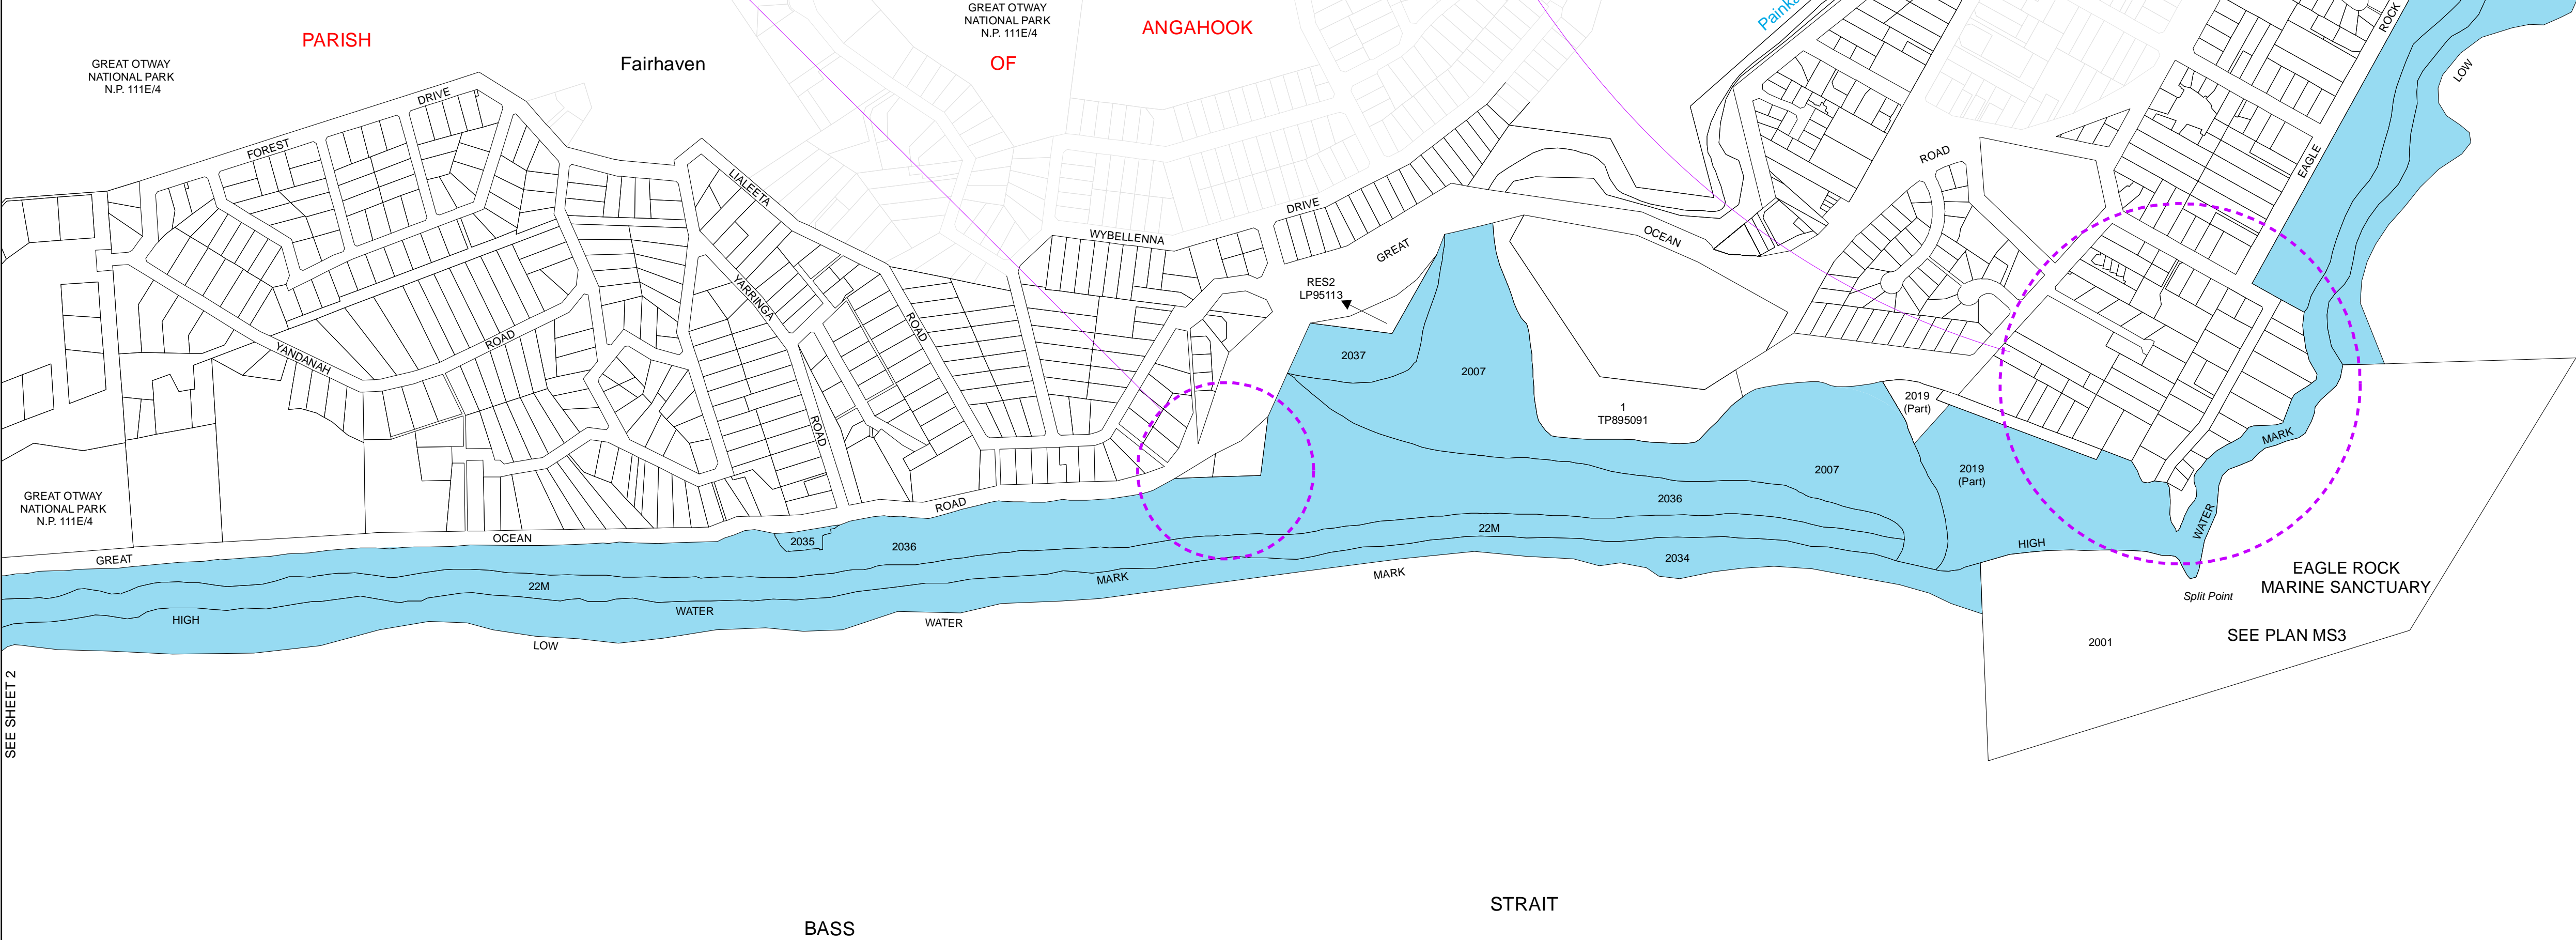 GREAT OTWAY
NATIONAL PARK
N.P. 111E/4
PARISH
Fairhaven
GREAT OTWAY
NATIONAL PARK
N.P. 111E/4
OF
ANGAHOOK
ROCK
LOW
EAGLE
FOREST
DRIVE
LIALEETA
ROAD
YARRINGA
ROAD
WYBELLENNA
DRIVE
GREAT
OCEAN
ROAD
RES2
LP95113
YANDANAH
ROAD
2037
2007
1
TP895091
2019
(Part)
2019
(Part)
2007
2036
22M
2034
MARK
WATER
HIGH
GREAT OTWAY
NATIONAL PARK
N.P. 111E/4
GREAT
OCEAN
ROAD
2035
2036
22M
HIGH
WATER
MARK
LOW
WATER
MARK
EAGLE ROCK
MARINE SANCTUARY
Split Point
SEE PLAN MS3
2001
SEE SHEET 2
BASS
STRAIT